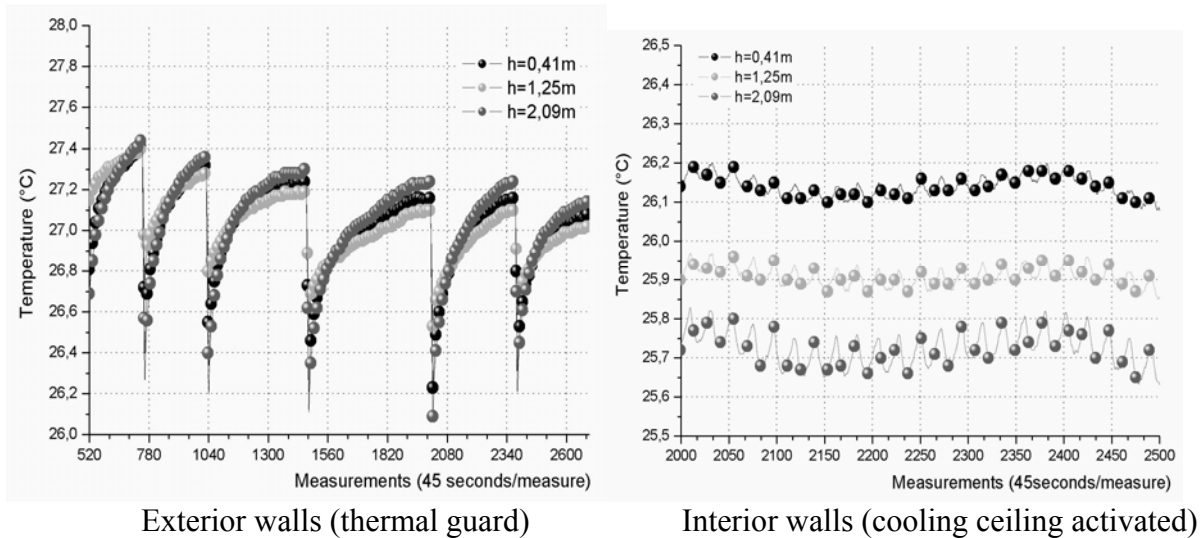 28,0
27,8
27,6
27,4
27,2
27,0
26,8
26,6
26,4
26,2
26,0
Temperature (°C)
h=0,41m
h=1,25m
h=2,09m
520 780 1040 1300 1560 1820 2080 2340 2600
Measurements (45 seconds/measure)
Exterior walls (thermal guard)
26,5
26,4
26,3
26,2
26,1
26,0
25,9
25,8
25,7
25,6
25,5
Temperature (°C)
h=0,41m
h=1,25m
h=2,09m
2000 2050 2100 2150 2200 2250 2300 2350 2400 2450 2500
Measurements (45seconds/measure)
Interior walls (cooling ceiling activated)